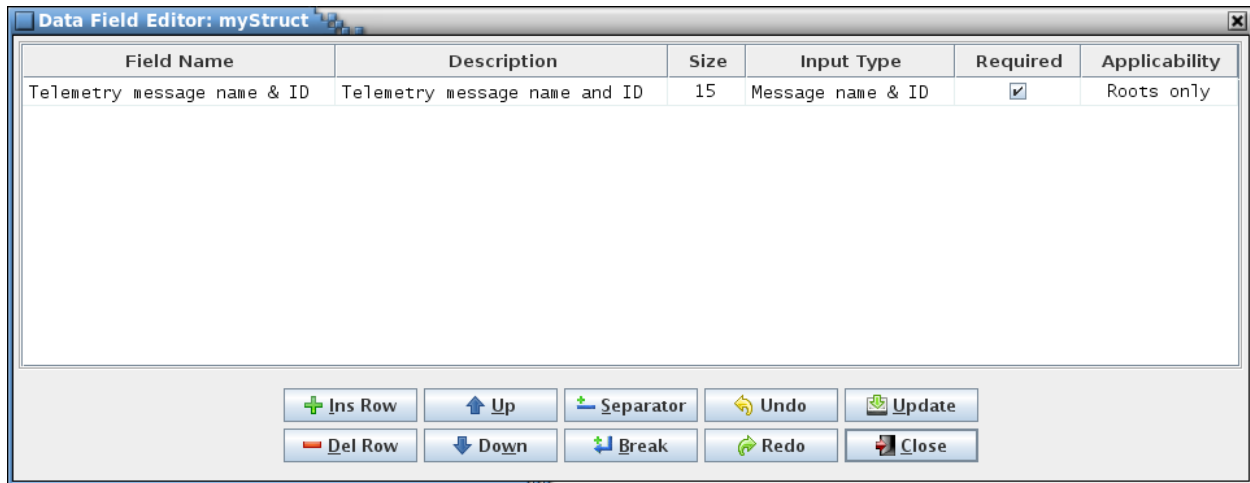 Data Field Editor: myStruct
Field Name Description Size Input Type Required Applicability
Telemetry message name & ID Telemetry message name and ID 15 Message name & ID Roots only
Ins Row Up Separator Undo Update
Del Row Down Break Redo Close